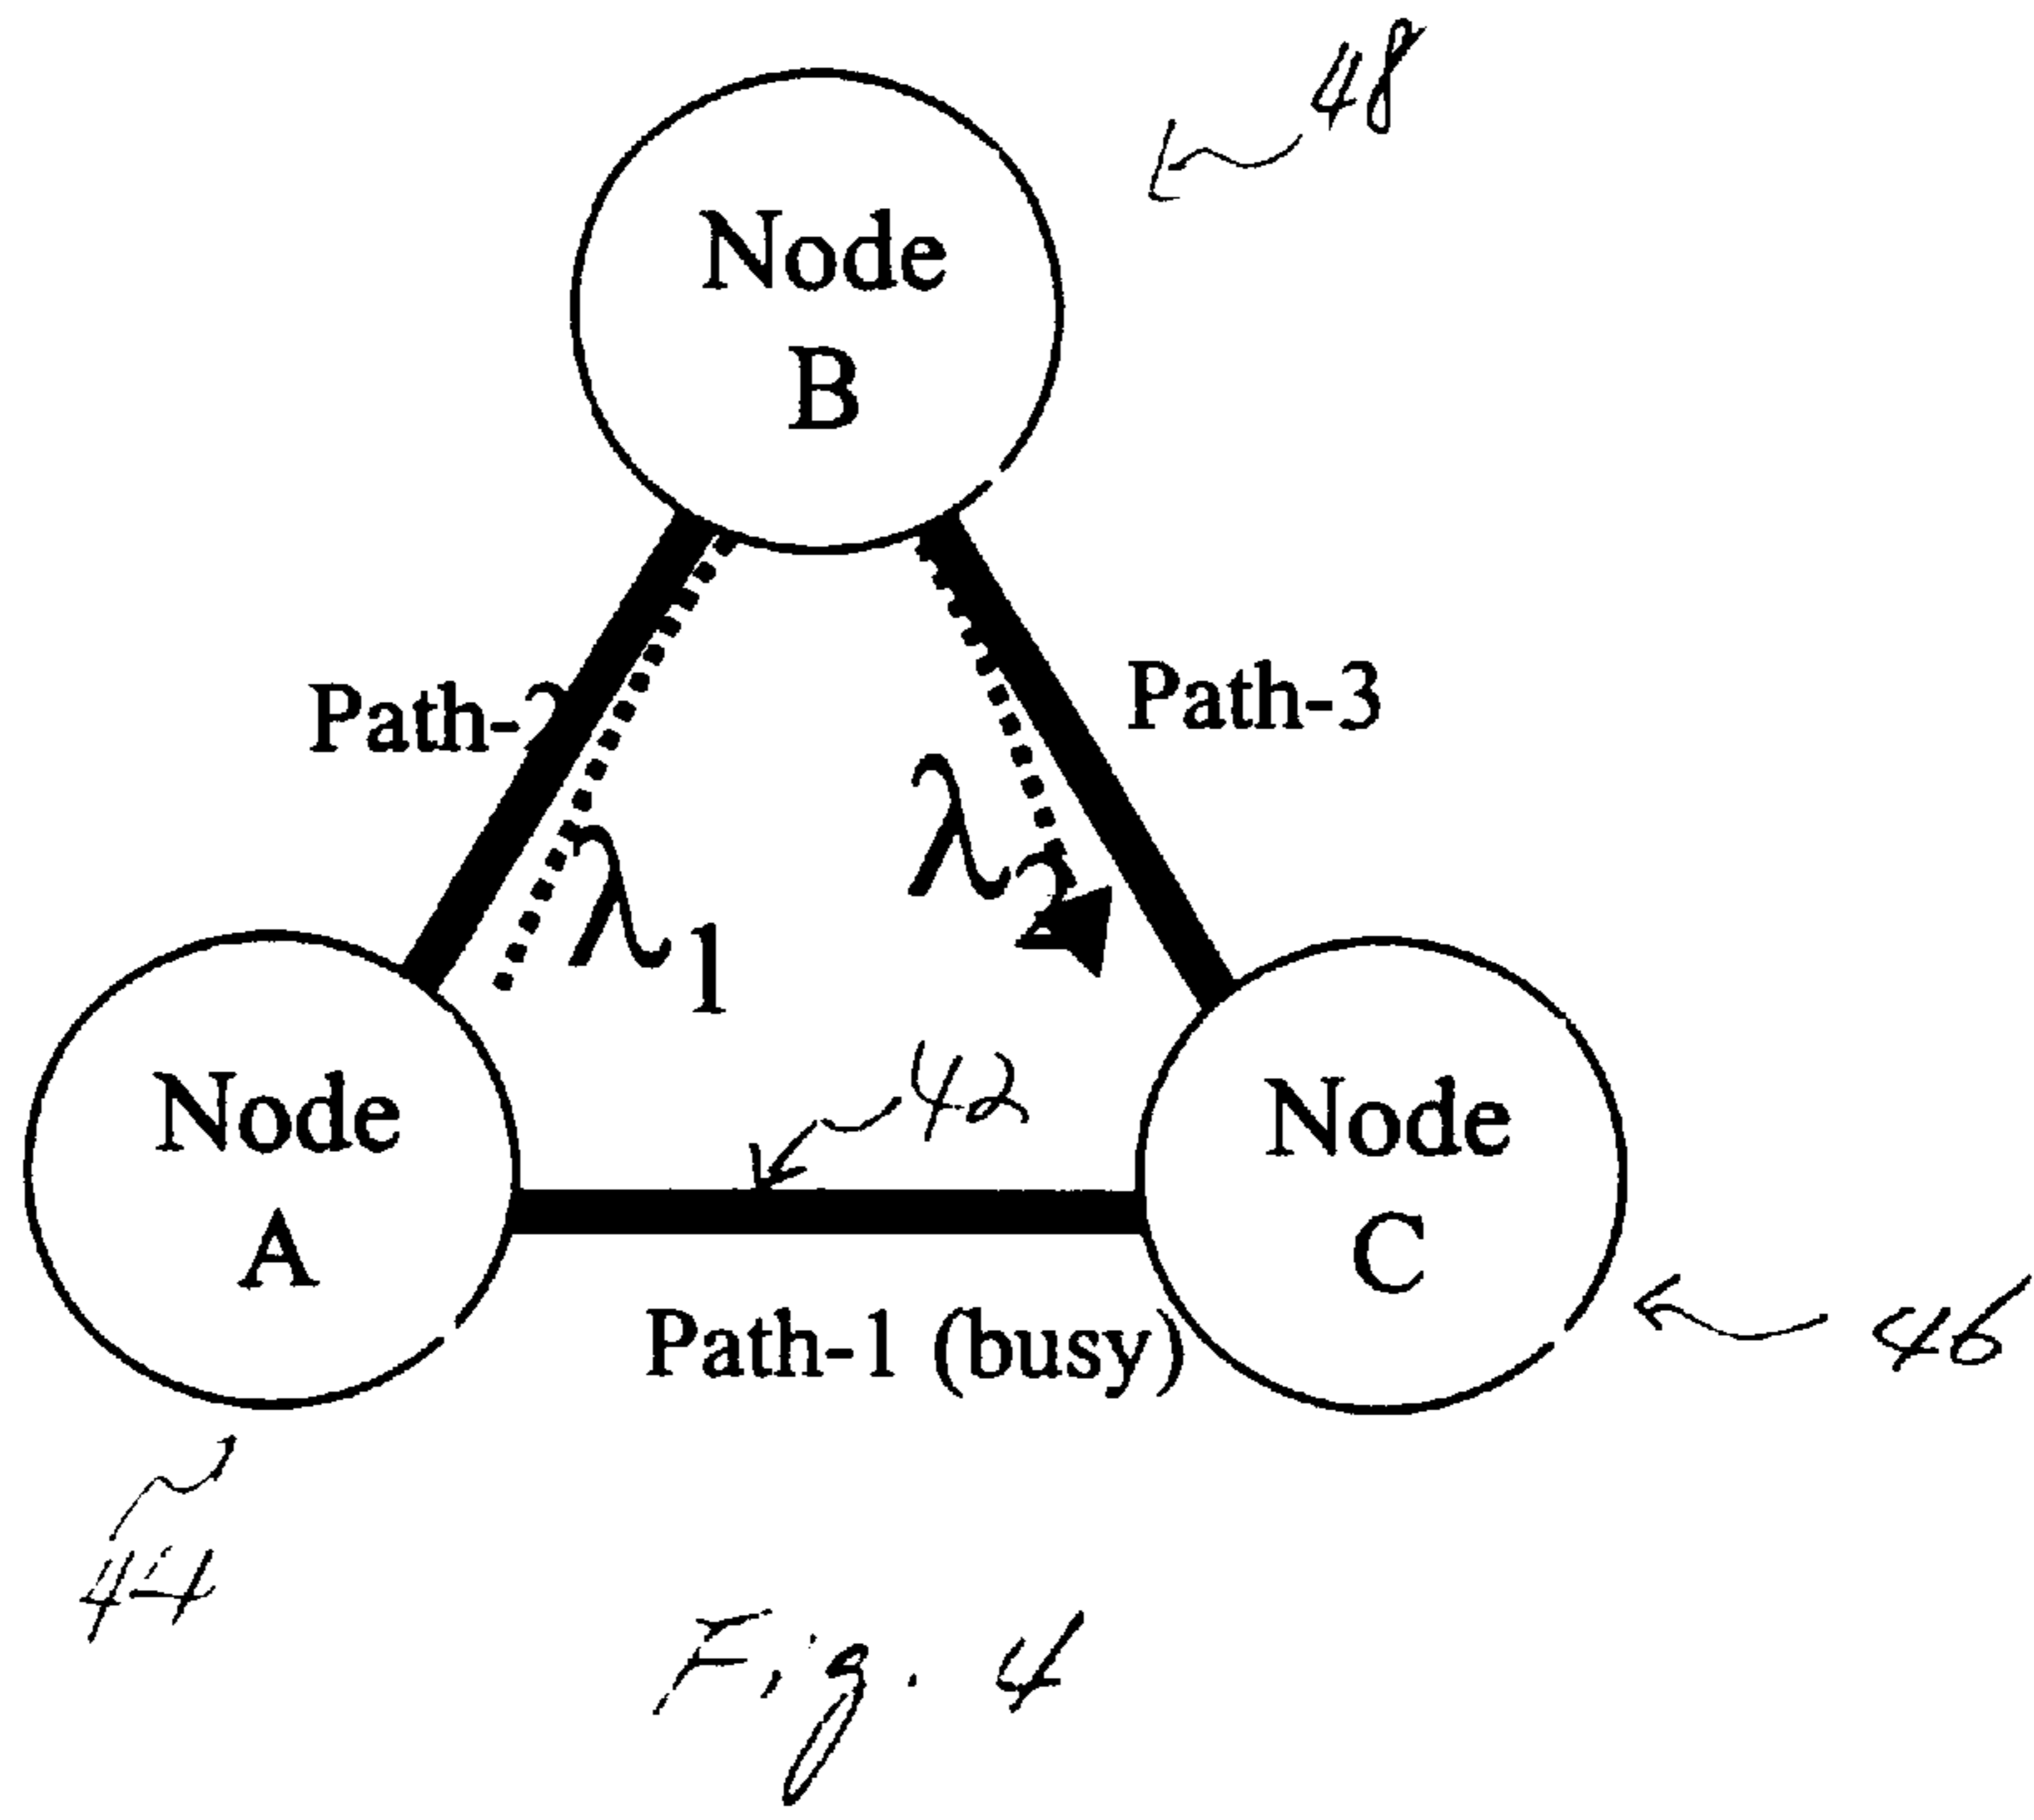 48
Node
B
Path-2
Path-3
λ1
λ2
42
Node
A
Node
C
Path-1 (busy)
46
44
Fig. 4